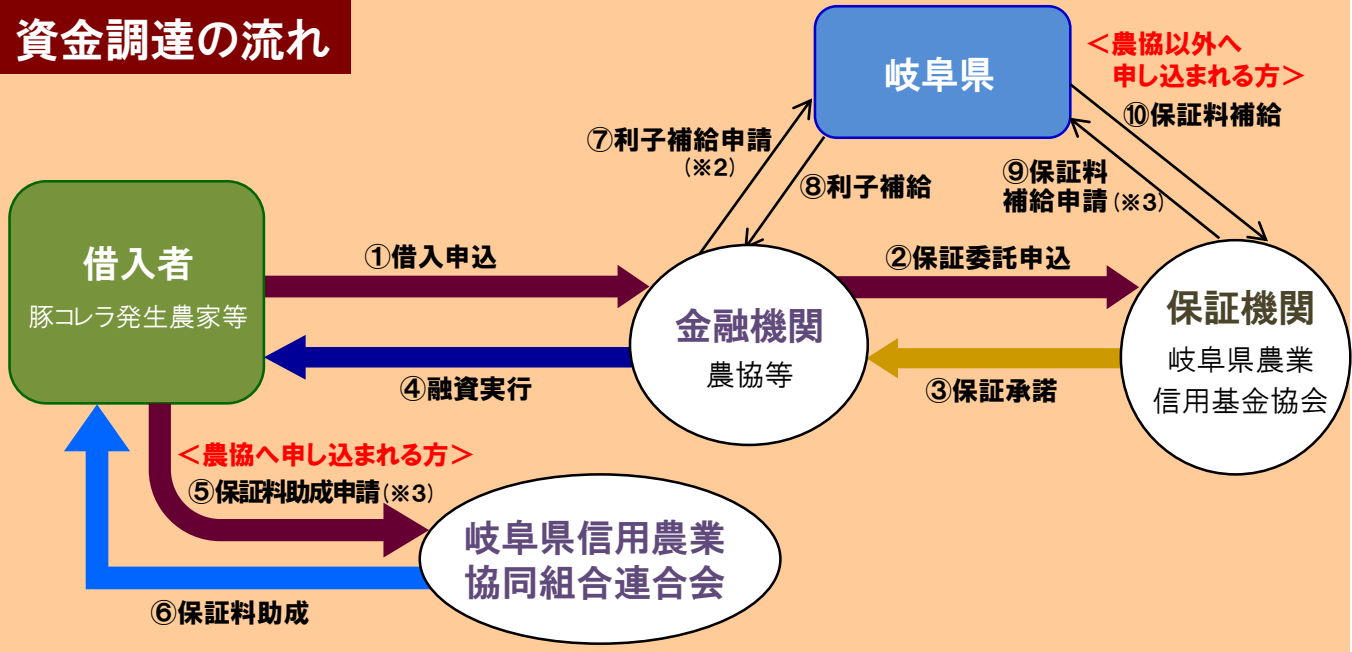 資金調達の流れ
岐阜県
＜農協以外へ
申し込まれる方＞
⑩保証料補給
⑦利子補給申請
(※2)
⑧利子補給
⑨保証料
補給申請(※3)
借入者
豚コレラ発生農家等
①借入申込
②保証委託申込
金融機関
農協等
保証機関
岐阜県農業
信用基金協会
④融資実行
③保証承諾
＜農協へ申し込まれる方＞
⑤保証料助成申請(※3)
岐阜県信用農業
協同組合連合会
⑥保証料助成